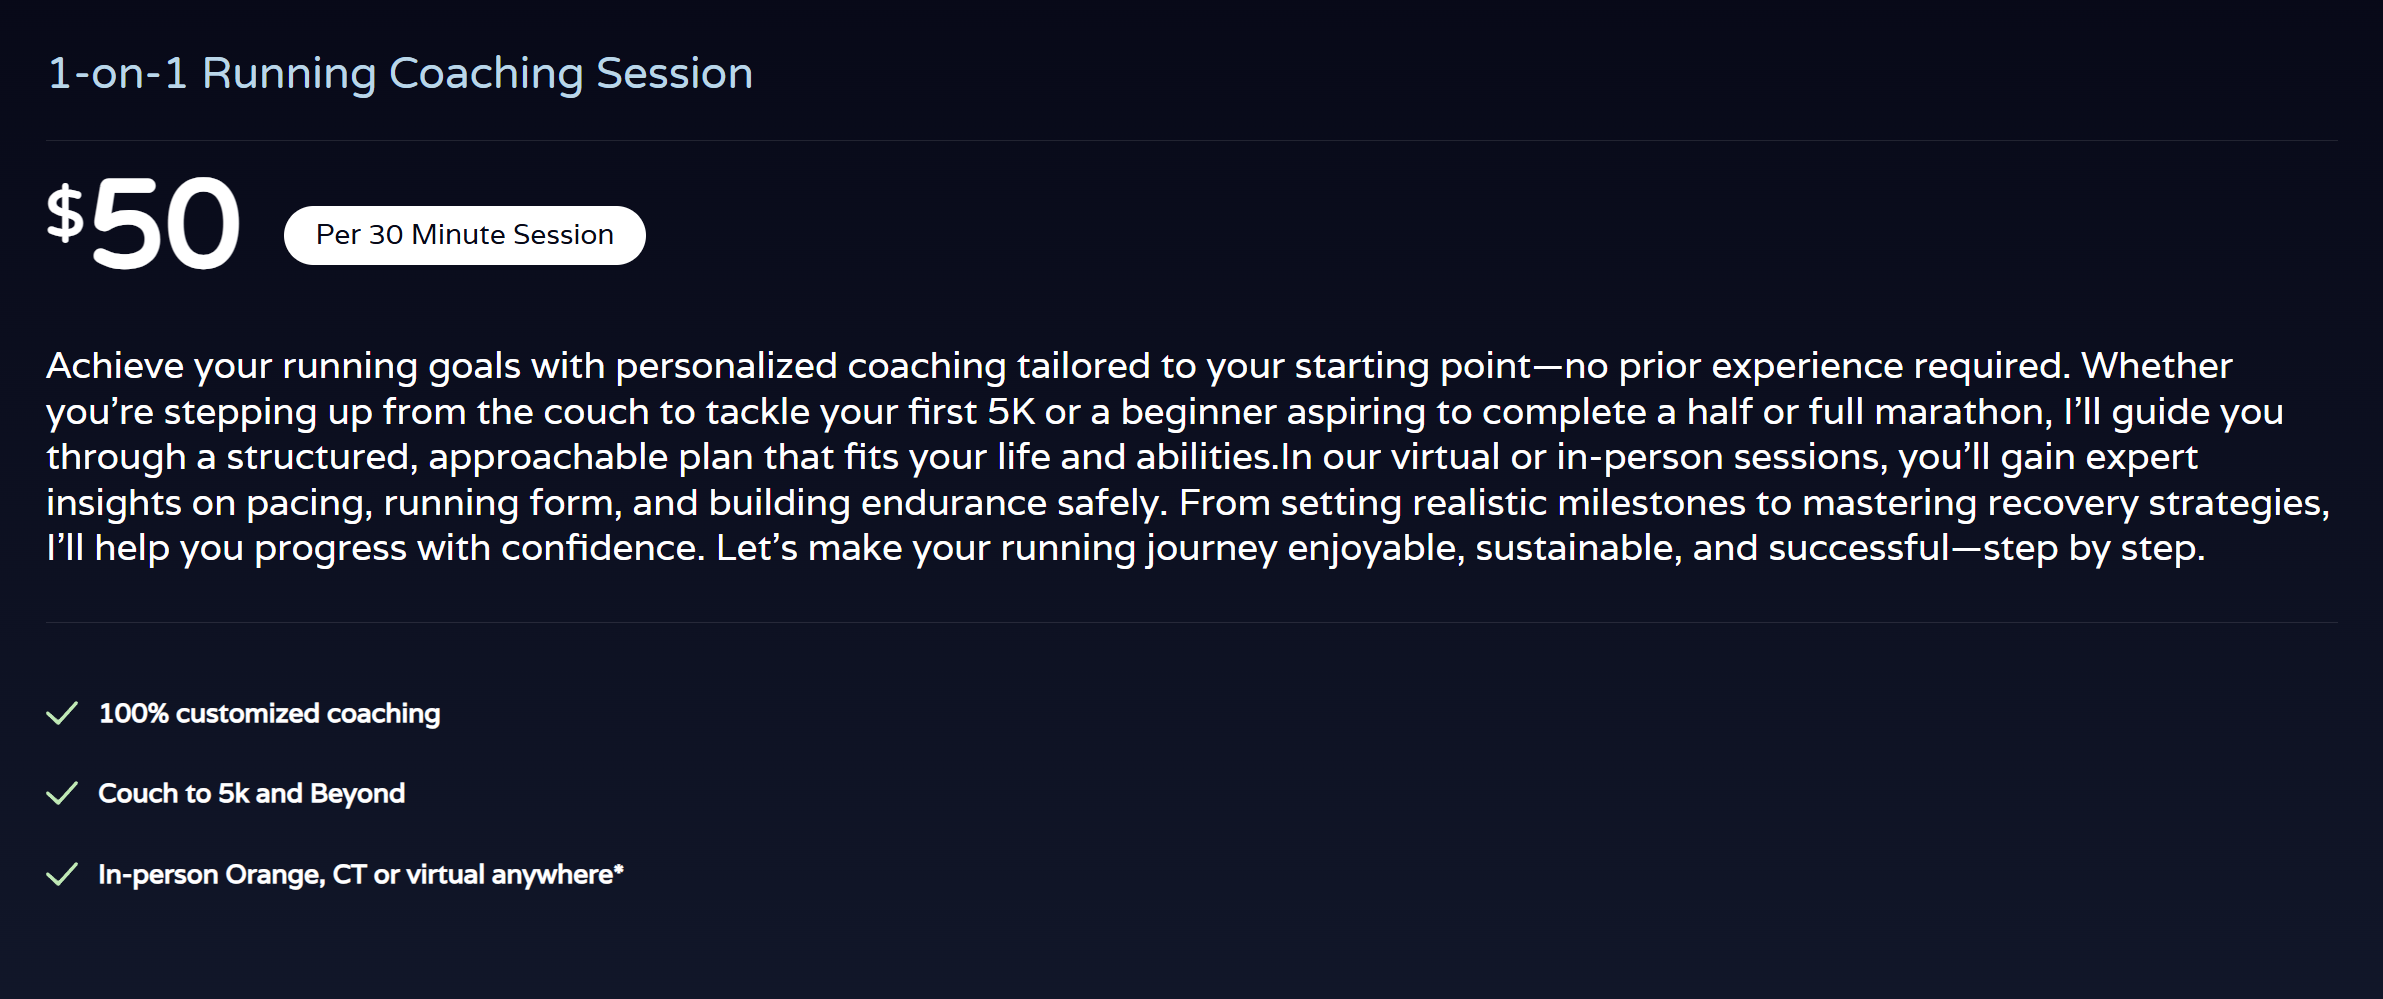 1-on-1 Running Coaching Session
$50
Per 30 Minute Session
Achieve your running goals with personalized coaching tailored to your starting point—no prior experience required. Whether
you’re stepping up from the couch to tackle your first 5K or a beginner aspiring to complete a half or full marathon, I’ll guide you
through a structured, approachable plan that fits your life and abilities.In our virtual or in-person sessions, you’ll gain expert
insights on pacing, running form, and building endurance safely. From setting realistic milestones to mastering recovery strategies,
I’ll help you progress with confidence. Let’s make your running journey enjoyable, sustainable, and successful—step by step.
100% customized coaching
Couch to 5k and Beyond
In-person Orange, CT or virtual anywhere*